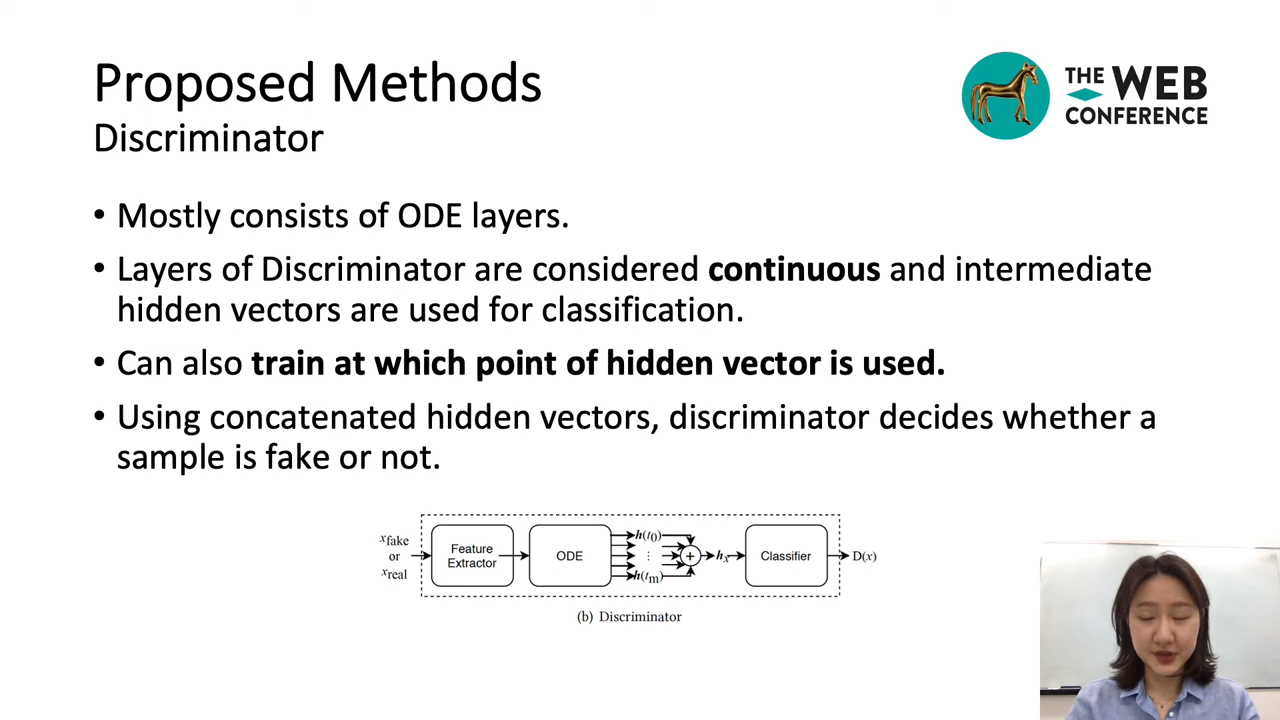 Proposed Methods
Discriminator
THE WEB
CONFERENCE
• Mostly consists of ODE layers.
• Layers of Discriminator are considered continuous and intermediate
hidden vectors are used for classification.
• Can also train at which point of hidden vector is used.
• Using concatenated hidden vectors, discriminator decides whether a
sample is fake or not.
xfake
or
xreal
Feature
Extractor
ODE
h(t0)
⋮
h(tm)
+
hx
Classifier
D(x)
(b) Discriminator